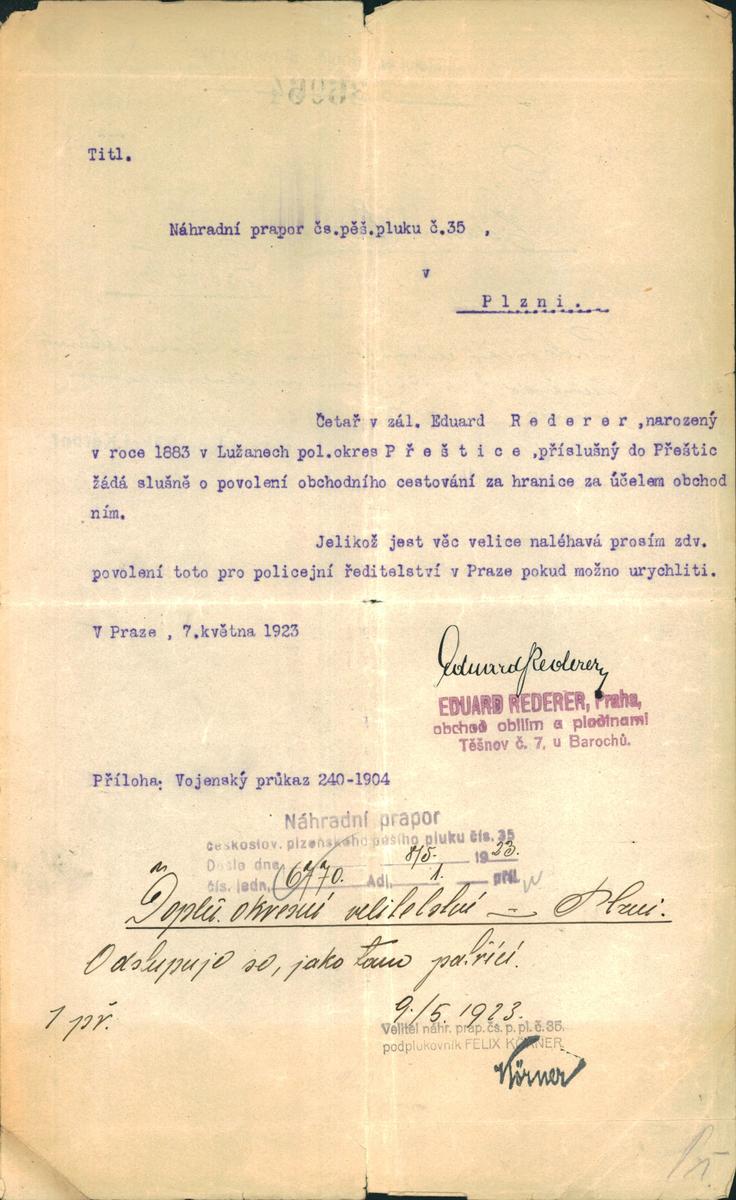 Titl.
Náhradní prapor čs.pěš.pluku č.35 ,
v
P l z n i .
Četař v zál. Eduard R e d e r e r ,narozený
v roce 1883 v Lužanech pol.okres P ř e š t i c e ,příslušný do Přeštic
žádá slušně o povolení obchodního cestování za hranice za účelem obchod
ním.
Jelikož jest věc velice naléhavá prosím zdv.
povolení toto pro policejní ředitelství v Praze pokud možno urychliti.
V Praze , 7.května 1923
Eduard Rederer
EDUARD REDERER, Praha,
obchod obilím a plodinami
Těšnov č. 7, u Barochů.
Příloha: Vojenský průkaz 240-1904
Náhradní prapor
českoslov. plzeňského pěšího pluku čís. 35
Došlo dne 8/5. 1923.
čís. jedn. 6770. Adj. 1. příl.
Doplň. okresní velitelství — Plzni.
Odstupuje se, jako tam patřící.
1 př.
9./5. 1923.
Velitel náhr. prap. čs. p. pl. č. 35.
podplukovník FELIX KÖRNER
Körner